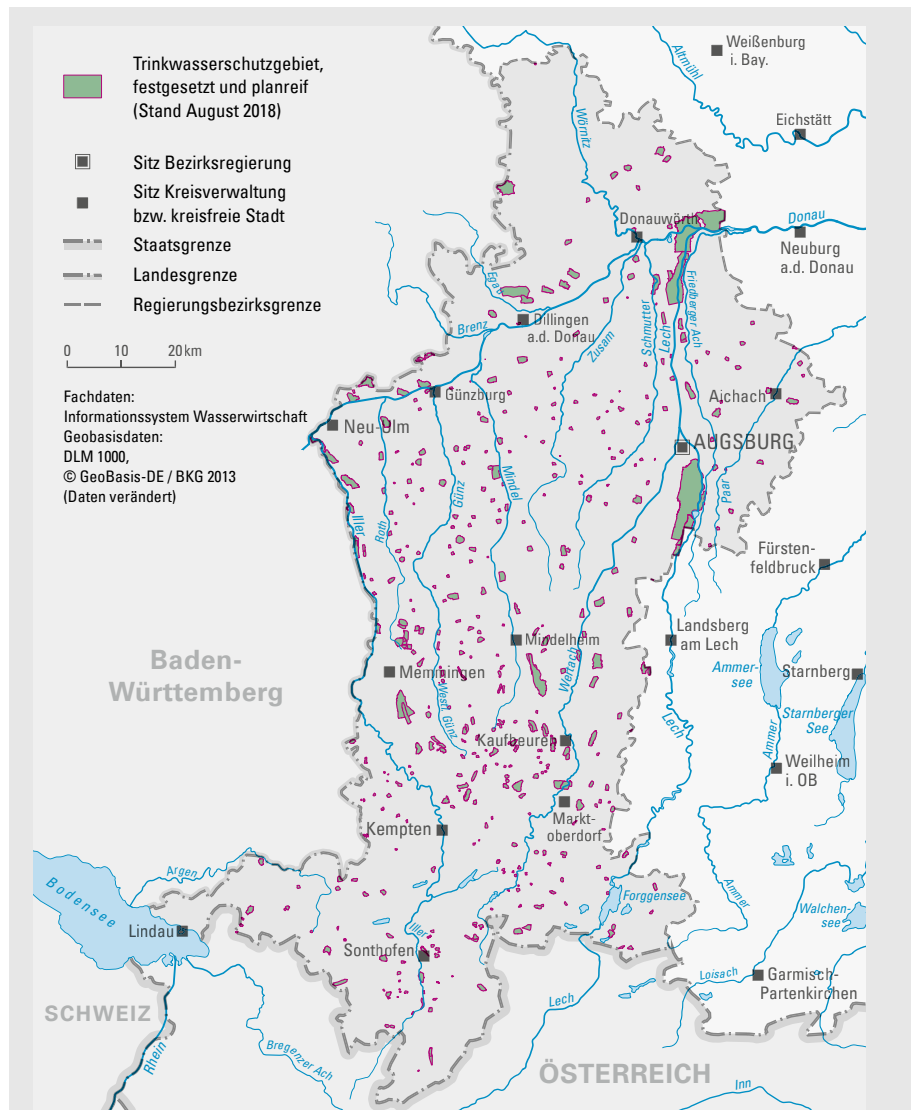 Trinkwasserschutzgebiet,
festgesetzt und planreif
(Stand August 2018)
Sitz Bezirksregierung
Sitz Kreisverwaltung
bzw. kreisfreie Stadt
Staatsgrenze
Landesgrenze
Regierungsbezirksgrenze
0 10 20 km
Fachdaten:
Informationssystem Wasserwirtschaft
Geobasisdaten:
DLM 1000,
© GeoBasis-DE / BKG 2013
(Daten verändert)
Altmühl
Weißenburg
i. Bay.
Eichstätt
Wörnitz
Donauwörth
Donau
Neuburg
a.d. Donau
Egau
Brenz
Dillingen
a.d. Donau
Zusam
Schmutter
Lech
Friedberger Ach
Günzburg
Aichach
Neu-Ulm
AUGSBURG
Iller
Roth
Günz
Mindel
Paar
Fürsten-
feldbruck
Baden-
Württemberg
Memmingen
Mindelheim
Wertach
Landsberg
am Lech
Ammer-
see
Starnberg
Starnberger
See
Westl. Günz
Kaufbeuren
Lech
Ammer
Weilheim
i. OB
Kempten
Markt-
oberdorf
Argen
Bodensee
Lindau
Iller
Forggensee
Ammer
Walchen-
see
Sonthofen
Loisach
Garmisch-
Partenkirchen
SCHWEIZ
Rhein
Bregenzer Ach
Lech
ÖSTERREICH
Inn